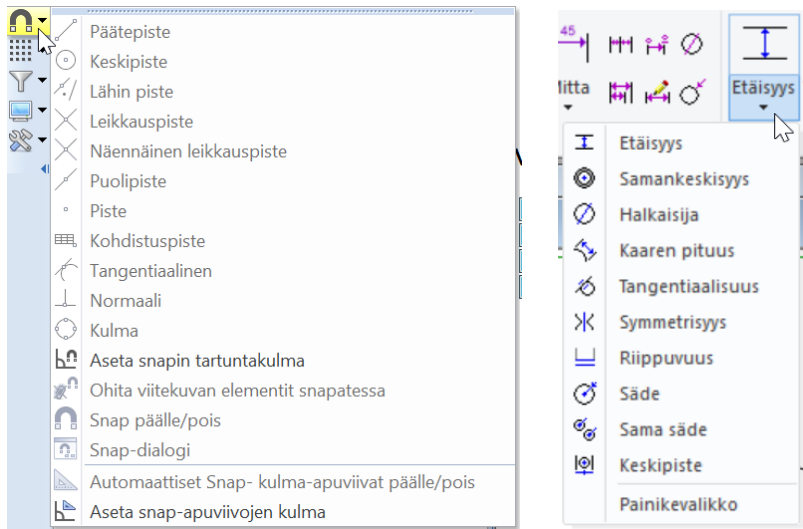 Päätepiste
Keskipiste
Lähin piste
Leikkauspiste
Näennäinen leikkauspiste
Puolipiste
Piste
Kohdistuspiste
Tangentiaalinen
Normaali
Kulma
Aseta snapin tartuntakulma
Ohita viitekuvan elementit snapatessa
Snap päälle/pois
Snap-dialogi
Automaattiset Snap- kulma-apuviivat päälle/pois
Aseta snap-apuviivojen kulma
45
litta
Etäisyys
Etäisyys
Samankeskisyys
Halkaisija
Kaaren pituus
Tangentiaalisuus
Symmetrisyys
Riippuvuus
Säde
Sama säde
Keskipiste
Painikevalikko